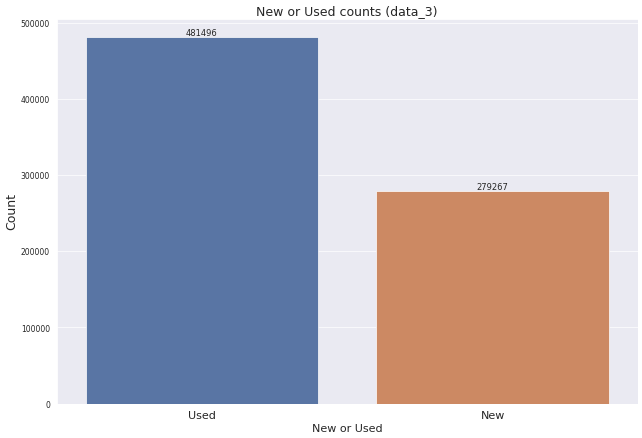 New or Used counts (data_3)
500000
481496
400000
300000
279267
Count
200000
100000
0
Used
New
New or Used